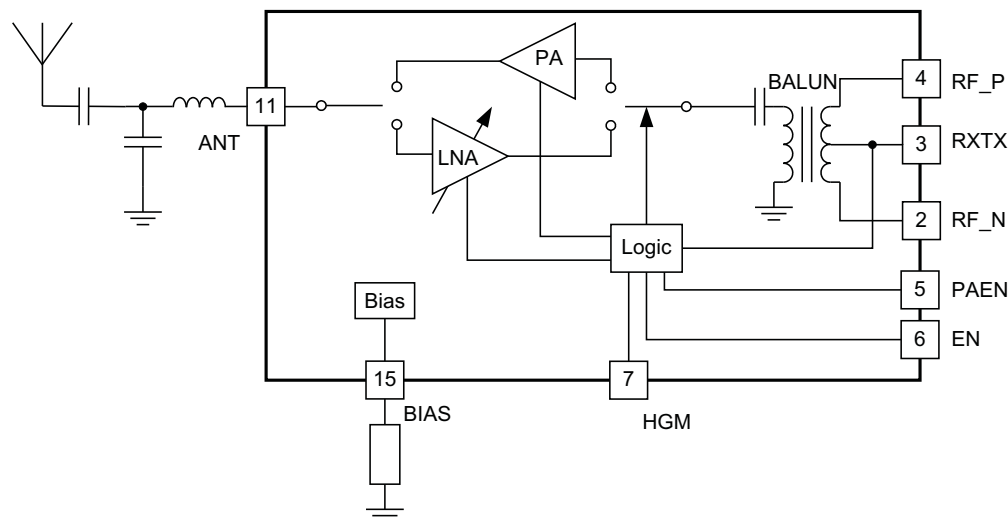 PA
BALUN
4 RF_P
11
ANT
LNA
3 RXTX
2 RF_N
Logic
Bias
5 PAEN
6 EN
15
BIAS
7
HGM